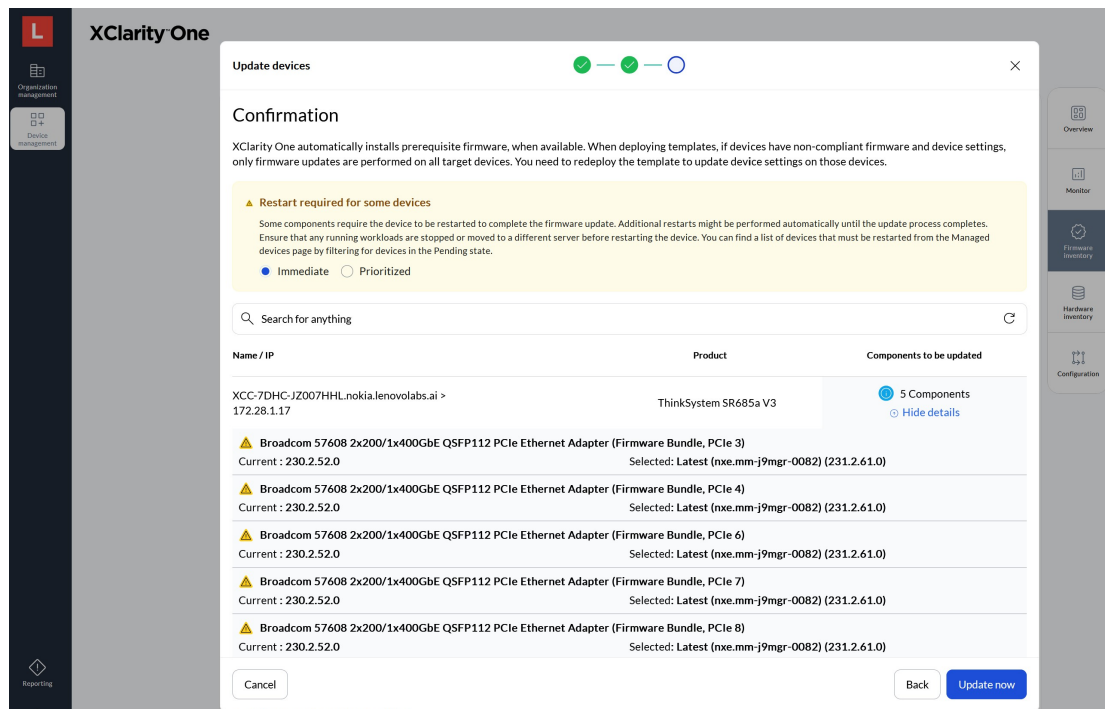 L
XClarity One
Organization
management
Device
management
Reporting
Update devices
Confirmation
XClarity One automatically installs prerequisite firmware, when available. When deploying templates, if devices have non-compliant firmware and device settings,
only firmware updates are performed on all target devices. You need to redeploy the template to update device settings on those devices.
Restart required for some devices
Some components require the device to be restarted to complete the firmware update. Additional restarts might be performed automatically until the update process completes.
Ensure that any running workloads are stopped or moved to a different server before restarting the device. You can find a list of devices that must be restarted from the Managed
devices page by filtering for devices in the Pending state.
Immediate Prioritized
Search for anything
Name / IP Product Components to be updated
XCC-7DHC-JZ007HHL.nokia.lenovolabs.ai >
172.28.1.17
ThinkSystem SR685a V3
5 Components
Hide details
Broadcom 57608 2x200/1x400GbE QSFP112 PCIe Ethernet Adapter (Firmware Bundle, PCIe 3)
Current : 230.2.52.0 Selected: Latest (nxe.mm-j9mgr-0082) (231.2.61.0)
Broadcom 57608 2x200/1x400GbE QSFP112 PCIe Ethernet Adapter (Firmware Bundle, PCIe 4)
Current : 230.2.52.0 Selected: Latest (nxe.mm-j9mgr-0082) (231.2.61.0)
Broadcom 57608 2x200/1x400GbE QSFP112 PCIe Ethernet Adapter (Firmware Bundle, PCIe 6)
Current : 230.2.52.0 Selected: Latest (nxe.mm-j9mgr-0082) (231.2.61.0)
Broadcom 57608 2x200/1x400GbE QSFP112 PCIe Ethernet Adapter (Firmware Bundle, PCIe 7)
Current : 230.2.52.0 Selected: Latest (nxe.mm-j9mgr-0082) (231.2.61.0)
Broadcom 57608 2x200/1x400GbE QSFP112 PCIe Ethernet Adapter (Firmware Bundle, PCIe 8)
Current : 230.2.52.0 Selected: Latest (nxe.mm-j9mgr-0082) (231.2.61.0)
Cancel Back Update now
Overview
Monitor
Firmware
inventory
Hardware
inventory
Configuration